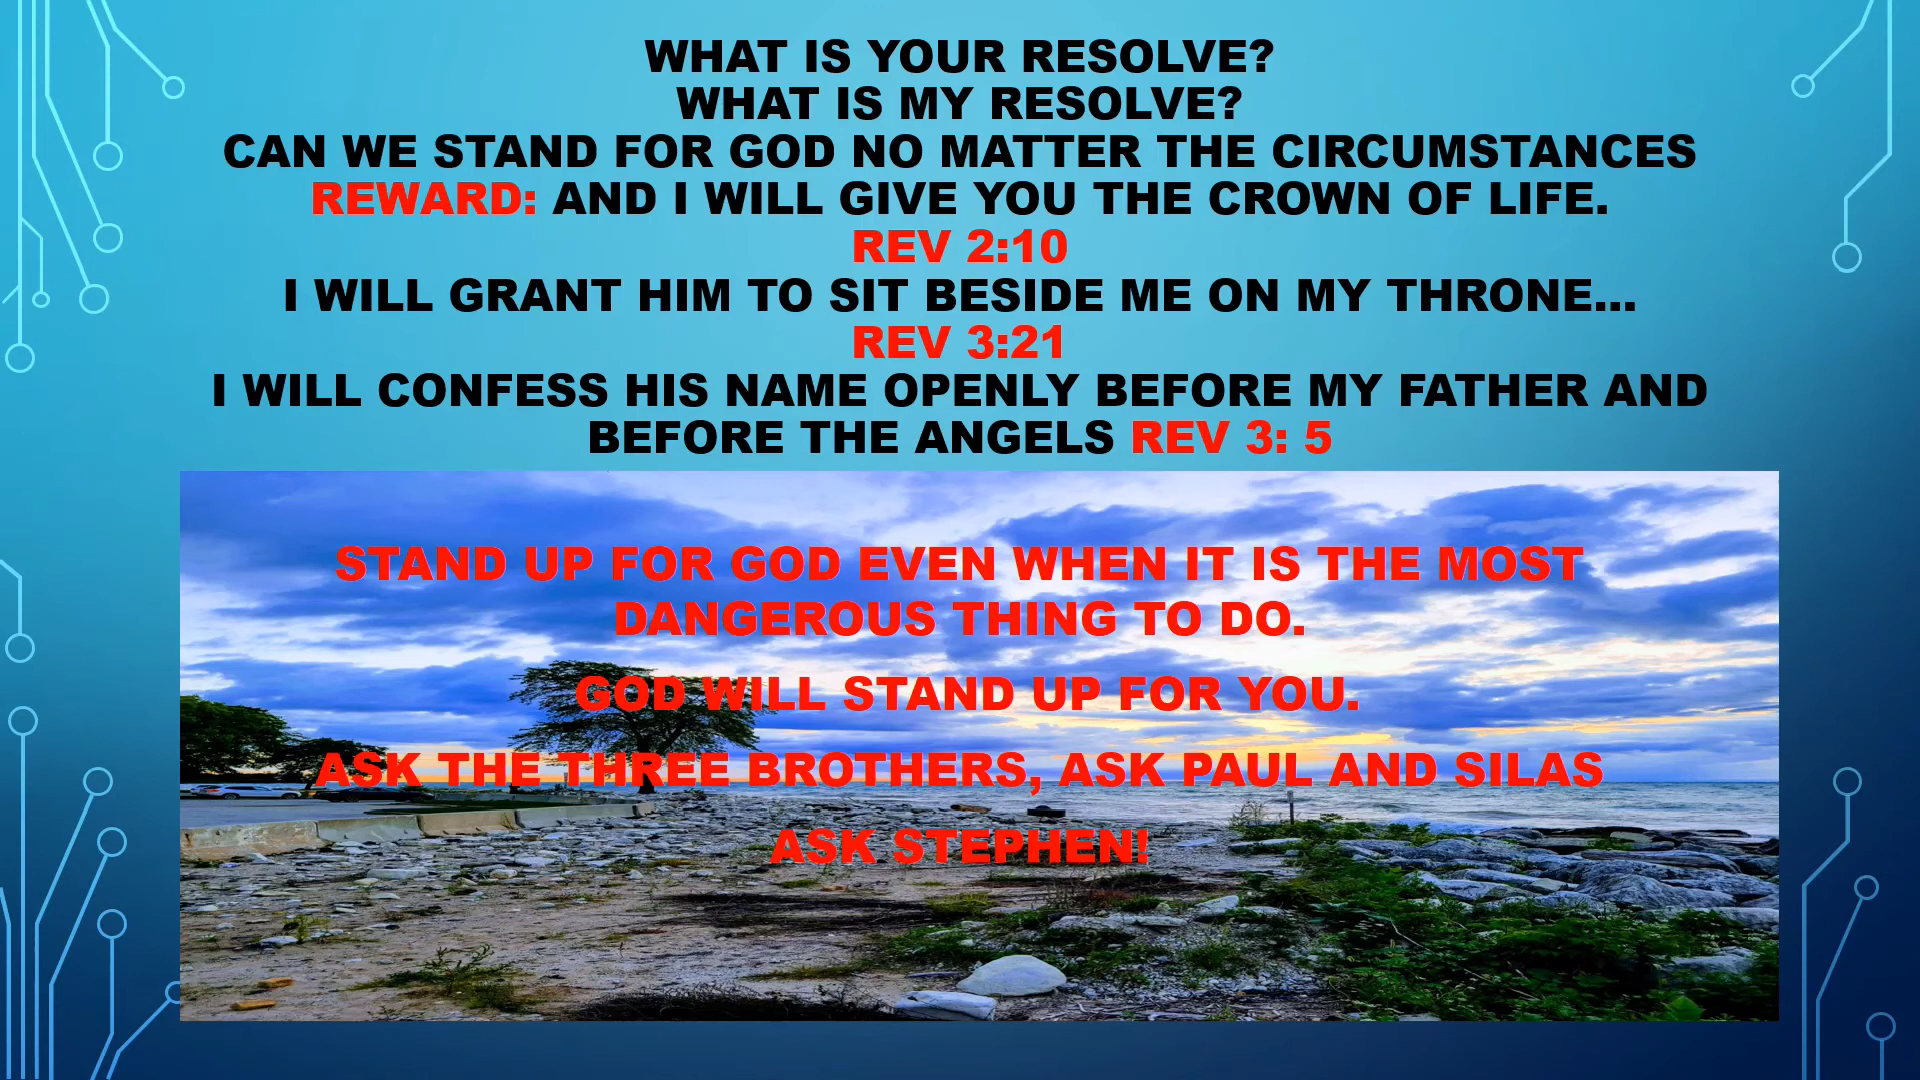 WHAT IS YOUR RESOLVE?
WHAT IS MY RESOLVE?
CAN WE STAND FOR GOD NO MATTER THE CIRCUMSTANCES
REWARD: AND I WILL GIVE YOU THE CROWN OF LIFE.
REV 2:10
I WILL GRANT HIM TO SIT BESIDE ME ON MY THRONE...
REV 3:21
I WILL CONFESS HIS NAME OPENLY BEFORE MY FATHER AND
BEFORE THE ANGELS REV 3: 5
STAND UP FOR GOD EVEN WHEN IT IS THE MOST
DANGEROUS THING TO DO.
GOD WILL STAND UP FOR YOU.
ASK THE THREE BROTHERS, ASK PAUL AND SILAS
ASK STEPHEN!